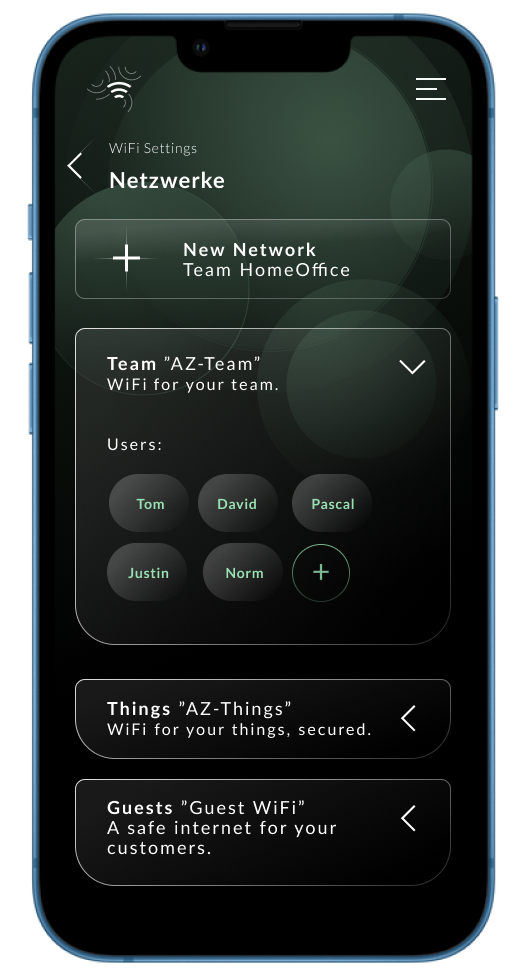 WiFi Settings
Netzwerke
New Network
Team HomeOffice
Team ”AZ-Team”
WiFi for your team.
Users:
Tom David Pascal
Justin Norm +
Things ”AZ-Things”
WiFi for your things, secured.
Guests ”Guest WiFi”
A safe internet for your
customers.